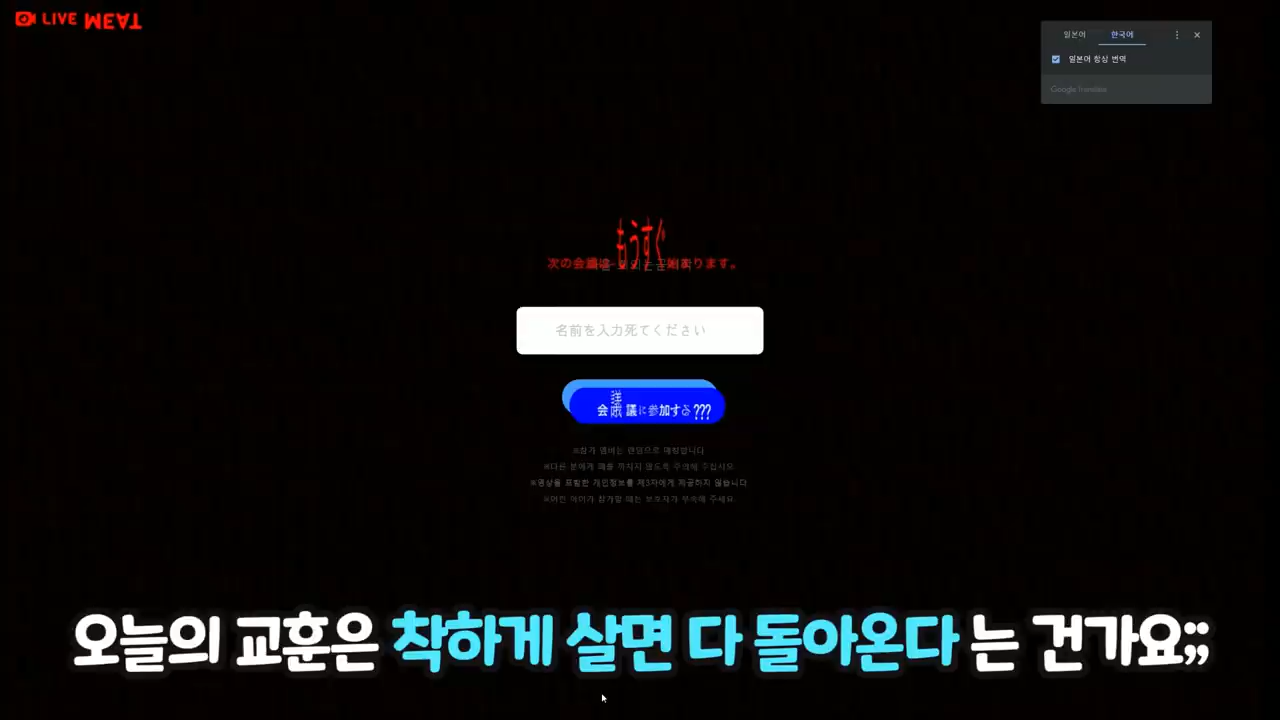 LIVE MEAT
일본어 한국어
일본어 항상 번역
Google Translate
もうすぐ
次の会議は 始まります。
名前を入力死てください
会議に参加する???
※참가 멤버는 랜덤으로 매칭됩니다
※다른 분에게 폐를 끼치지 않도록 주의해 주십시오
※영상을 포함한 개인정보를 제3자에게 제공하지 않습니다
※어린 아이가 참가할 때는 보호자가 부속해 주세요.
오늘의 교훈은 착하게 살면 다 돌아온다 는 건가요;;